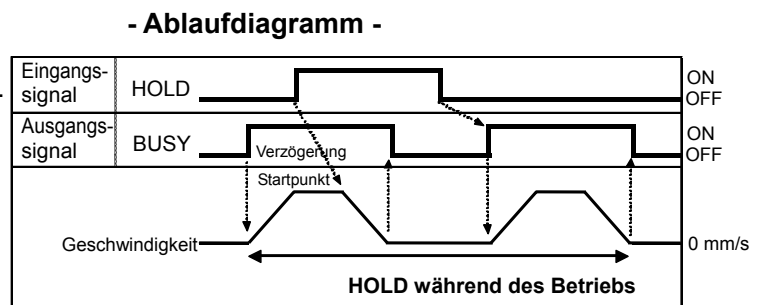 - Ablaufdiagramm -
Eingangs-
signal
HOLD
ON
OFF
Ausgangs-
signal
BUSY
ON
OFF
Verzögerung
Startpunkt
Geschwindigkeit
0 mm/s
HOLD während des Betriebs